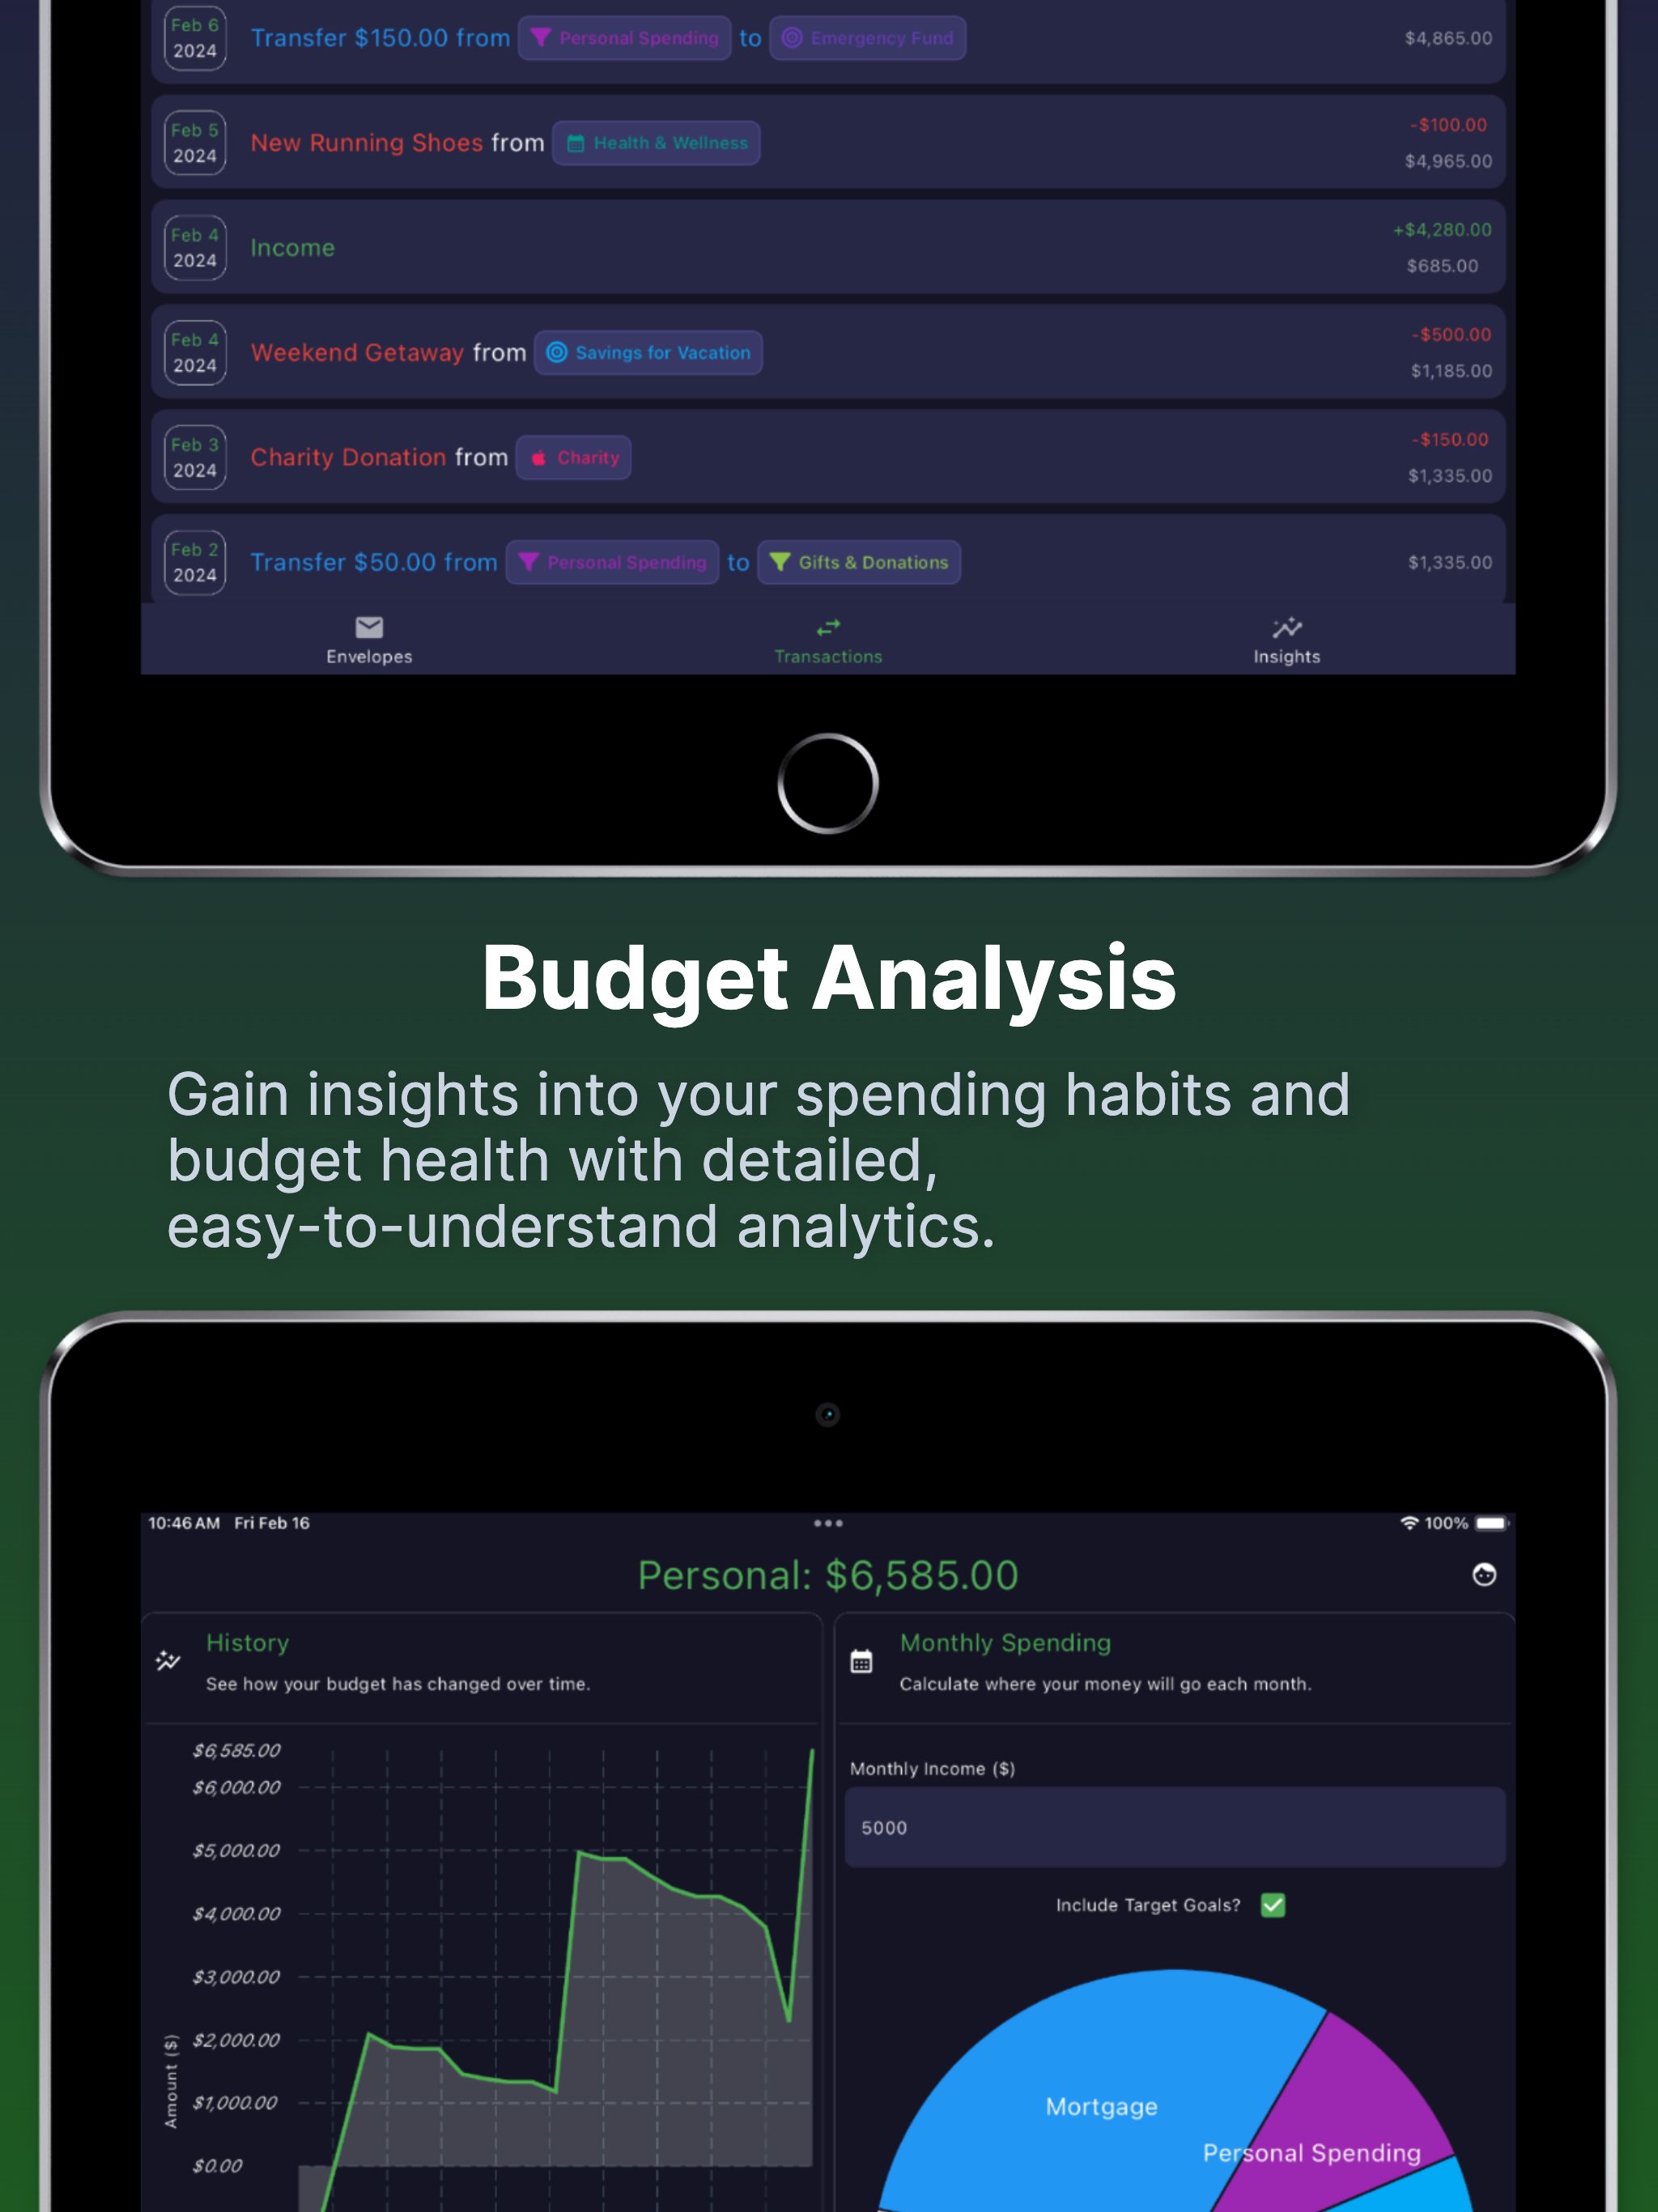 Feb 6
2024
Transfer $150.00 from Personal Spending to Emergency Fund
$4,865.00
Feb 5
2024
New Running Shoes from Health & Wellness
-$100.00
$4,965.00
Feb 4
2024
Income
+$4,280.00
$685.00
Feb 4
2024
Weekend Getaway from Savings for Vacation
-$500.00
$1,185.00
Feb 3
2024
Charity Donation from Charity
-$150.00
$1,335.00
Feb 2
2024
Transfer $50.00 from Personal Spending to Gifts & Donations
$1,335.00
Envelopes
Transactions
Insights
Budget Analysis
Gain insights into your spending habits and
budget health with detailed,
easy-to-understand analytics.
10:46 AM Fri Feb 16
100%
Personal: $6,585.00
History
See how your budget has changed over time.
$6,585.00
$6,000.00
$5,000.00
$4,000.00
$3,000.00
$2,000.00
$1,000.00
$0.00
Amount ($)
Monthly Spending
Calculate where your money will go each month.
Monthly Income ($)
5000
Include Target Goals?
Mortgage
Personal Spending